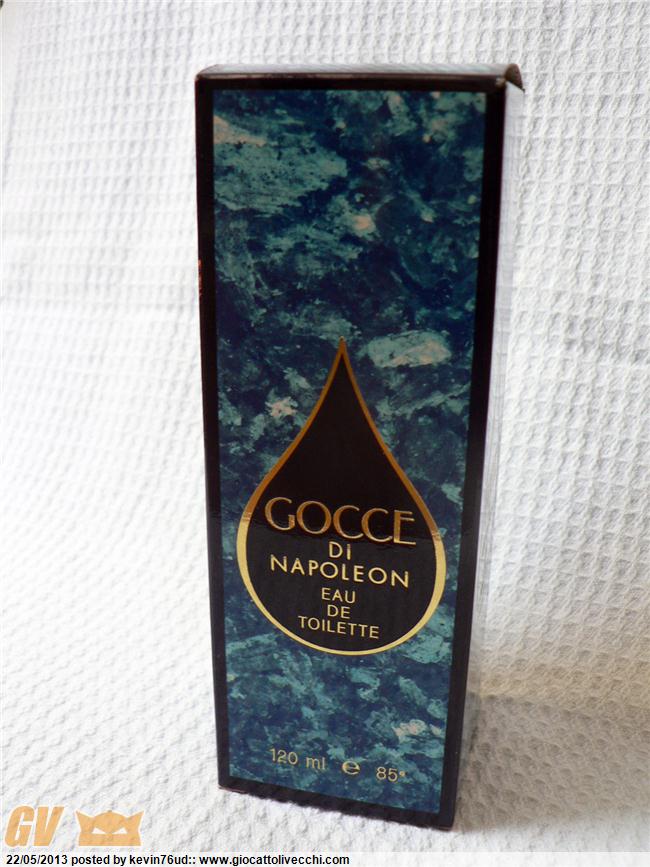 GOCCE
DI
NAPOLEON
EAU
DE
TOILETTE
120 ml e 85°
GV
22/05/2013 posted by kevin76ud:: www.giocattolivecchi.com